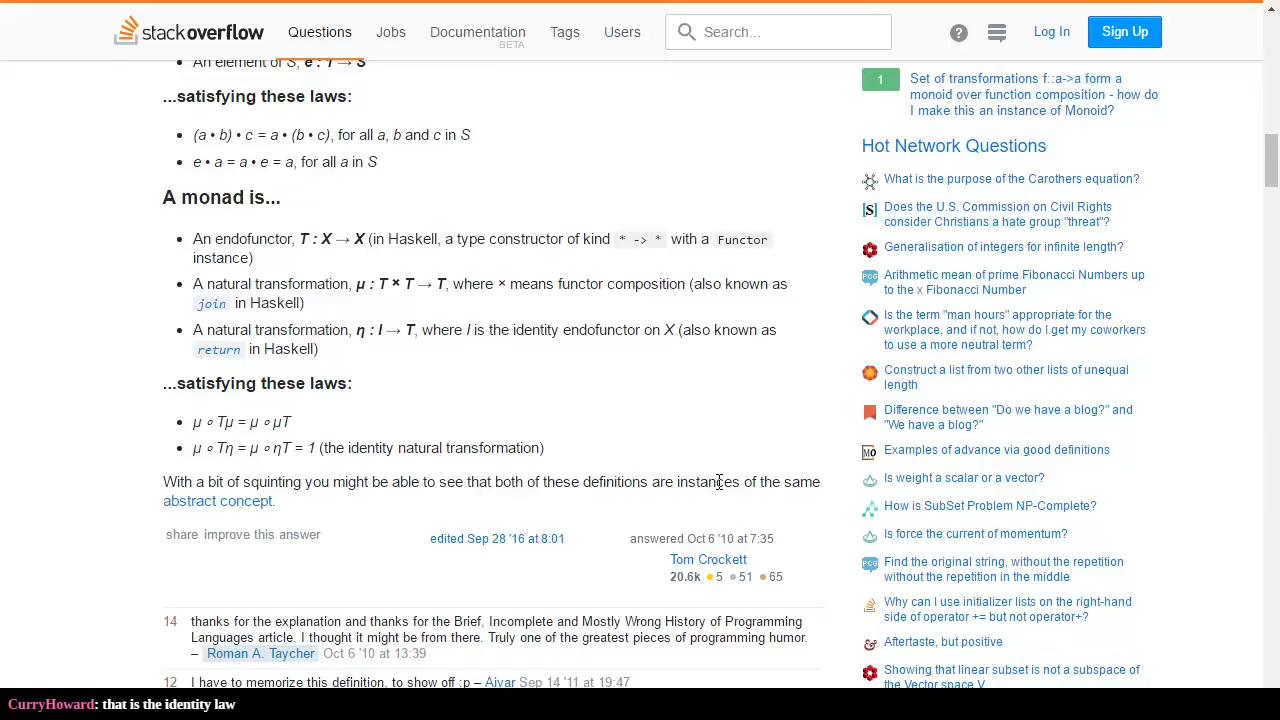 stackoverflow
Questions
Jobs
Documentation
BETA
Tags
Users
Search...
?
Log In
Sign Up
• An element of S, e : I → S
...satisfying these laws:
• (a • b) • c = a • (b • c), for all a, b and c in S
• e • a = a • e = a, for all a in S
A monad is...
• An endofunctor, T : X → X (in Haskell, a type constructor of kind * -> * with a Functor
instance)
• A natural transformation, μ : T × T → T, where × means functor composition (also known as
join in Haskell)
• A natural transformation, η : I → T, where I is the identity endofunctor on X (also known as
return in Haskell)
...satisfying these laws:
• μ ∘ Tμ = μ ∘ μT
• μ ∘ Tη = μ ∘ ηT = 1 (the identity natural transformation)
With a bit of squinting you might be able to see that both of these definitions are instances of the same
abstract concept.
share improve this answer
edited Sep 28 '16 at 8:01
answered Oct 6 '10 at 7:35
Tom Crockett
20.6k ●5 ●51 ●65
14 thanks for the explanation and thanks for the Brief, Incomplete and Mostly Wrong History of Programming
Languages article. I thought it might be from there. Truly one of the greatest pieces of programming humor.
– Roman A. Taycher Oct 6 '10 at 13:39
12 I have to memorize this definition, to show off :p – Aivar Sep 14 '11 at 19:47
1 Set of transformations f::a->a form a
monoid over function composition - how do
I make this an instance of Monoid?
Hot Network Questions
What is the purpose of the Carothers equation?
[S] Does the U.S. Commission on Civil Rights
consider Christians a hate group "threat"?
Generalisation of integers for infinite length?
PCG Arithmetic mean of prime Fibonacci Numbers up
to the x Fibonacci Number
Is the term "man hours" appropriate for the
workplace, and if not, how do I get my coworkers
to use a more neutral term?
Construct a list from two other lists of unequal
length
Difference between "Do we have a blog?" and
"We have a blog?"
MO Examples of advance via good definitions
Is weight a scalar or a vector?
How is SubSet Problem NP-Complete?
Is force the current of momentum?
PCG Find the original string, without the repetition
without the repetition in the middle
Why can I use initializer lists on the right-hand
side of operator += but not operator+?
& Aftertaste, but positive
Showing that linear subset is not a subspace of
the Vector space V
CurryHoward: that is the identity law